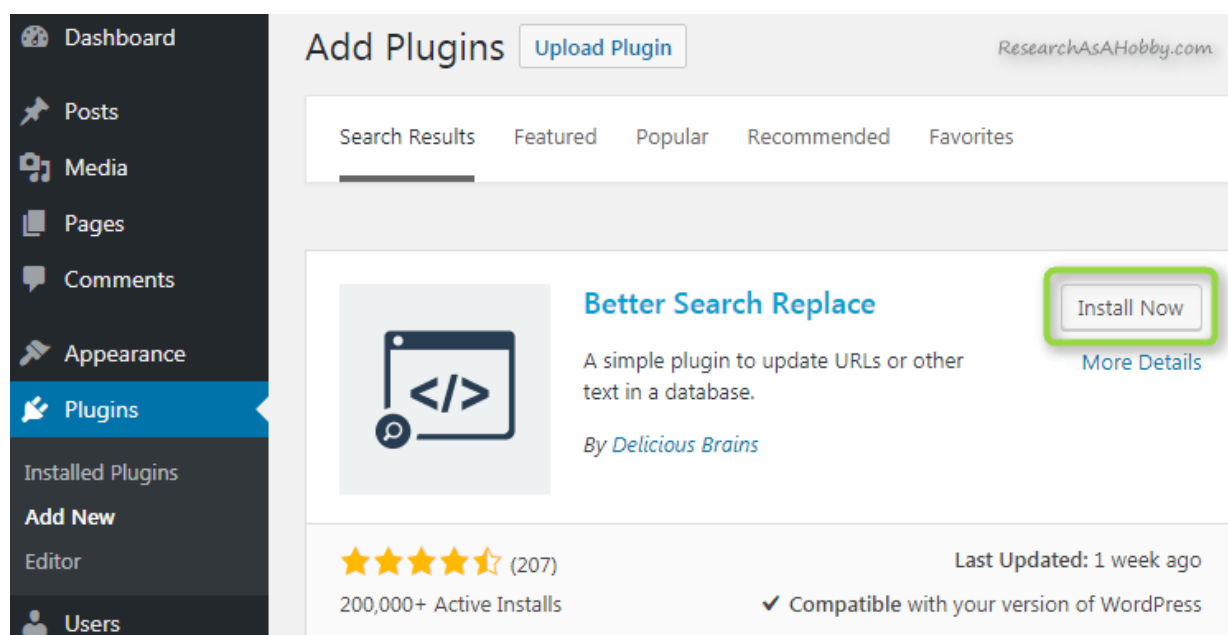 Dashboard
Posts
Media
Pages
Comments
Appearance
Plugins
Installed Plugins
Add New
Editor
Users
Add Plugins Upload Plugin
ResearchAsAHobby.com
Search Results Featured Popular Recommended Favorites
</>
Better Search Replace
Install Now
More Details
A simple plugin to update URLs or other
text in a database.
By Delicious Brains
(207)
200,000+ Active Installs
Last Updated: 1 week ago
✔ Compatible with your version of WordPress